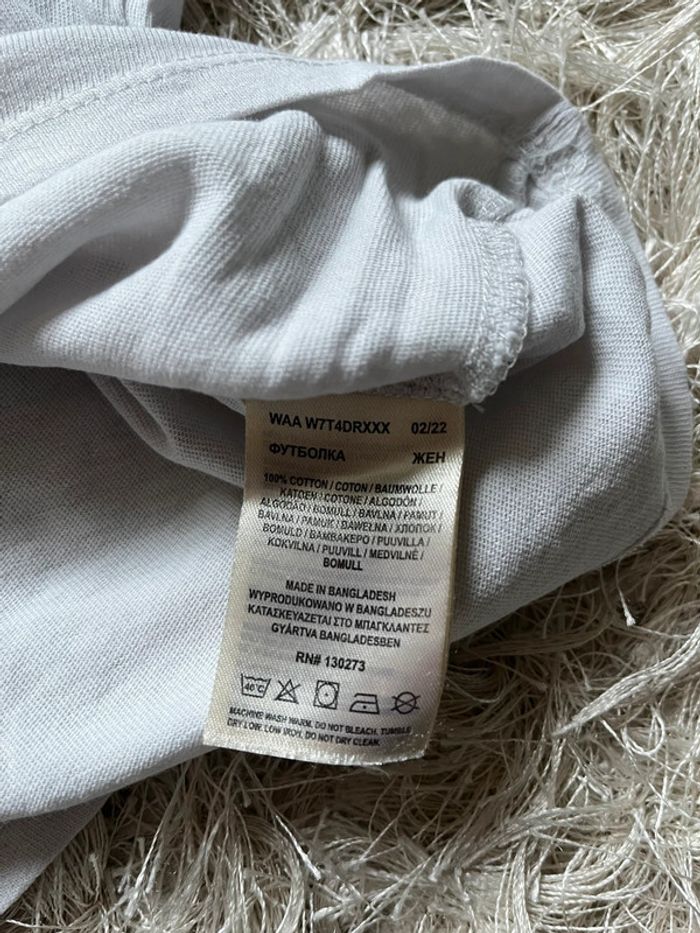 WAA W7T4DRXXX 02/22
ФУТБОЛКА ЖЕН
100% COTTON / COTON / BAUMWOLLE /
KATOEN / COTONE / ALGODÓN /
ALGODÃO / BOMULL / BAVLNA / PAMUT /
BAVLNA / PAMUK / BAWEŁNA / ХЛОПОК /
BOMULD / BAMBAKEPO / PUUVILLA /
KOKVILNA / PUUVILL / MEDVILNĖ /
BOMULL
MADE IN BANGLADESH
WYPRODUKOWANO W BANGLADESZU
ΚΑΤΑΣΚΕΥΑΖΕΤΑΙ ΣΤΟ ΜΠΑΓΚΛΑΝΤΕΣ
GYÁRTVA BANGLADESBEN
RN# 130273
40°C
MACHINE WASH WARM. DO NOT BLEACH. TUMBLE
DRY LOW. LOW IRON. DO NOT DRY CLEAN.